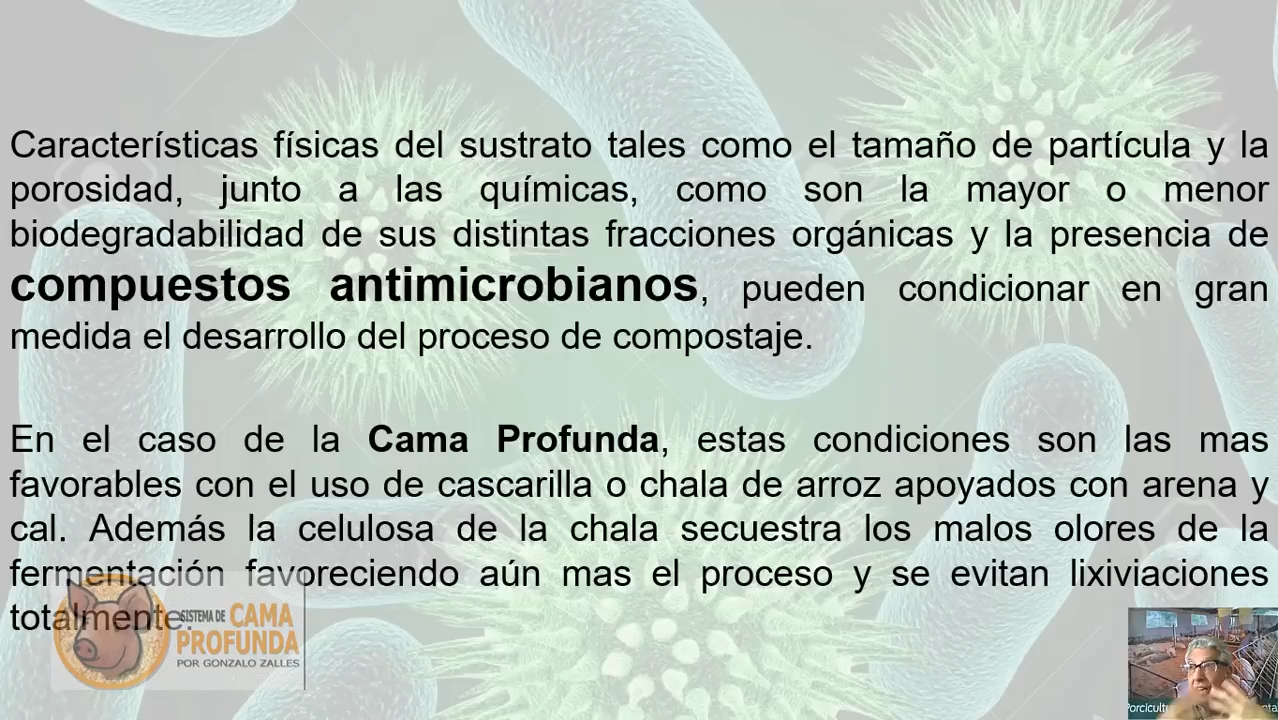 Características físicas del sustrato tales como el tamaño de partícula y la
porosidad, junto a las químicas, como son la mayor o menor
biodegradabilidad de sus distintas fracciones orgánicas y la presencia de
compuestos antimicrobianos, pueden condicionar en gran
medida el desarrollo del proceso de compostaje.
En el caso de la Cama Profunda, estas condiciones son las mas
favorables con el uso de cascarilla o chala de arroz apoyados con arena y
cal. Además la celulosa de la chala secuestra los malos olores de la
fermentación favoreciendo aún mas el proceso y se evitan lixiviaciones
totalmente.
SISTEMA DE CAMA
PROFUNDA
POR GONZALO ZALLES